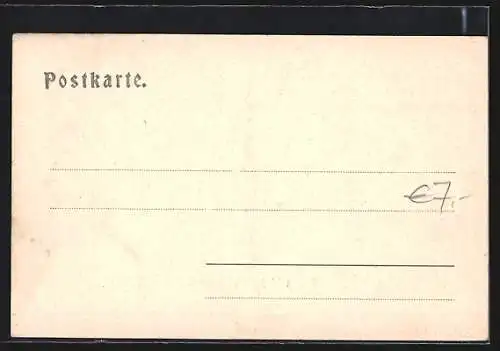 Postkarte.
€7,-